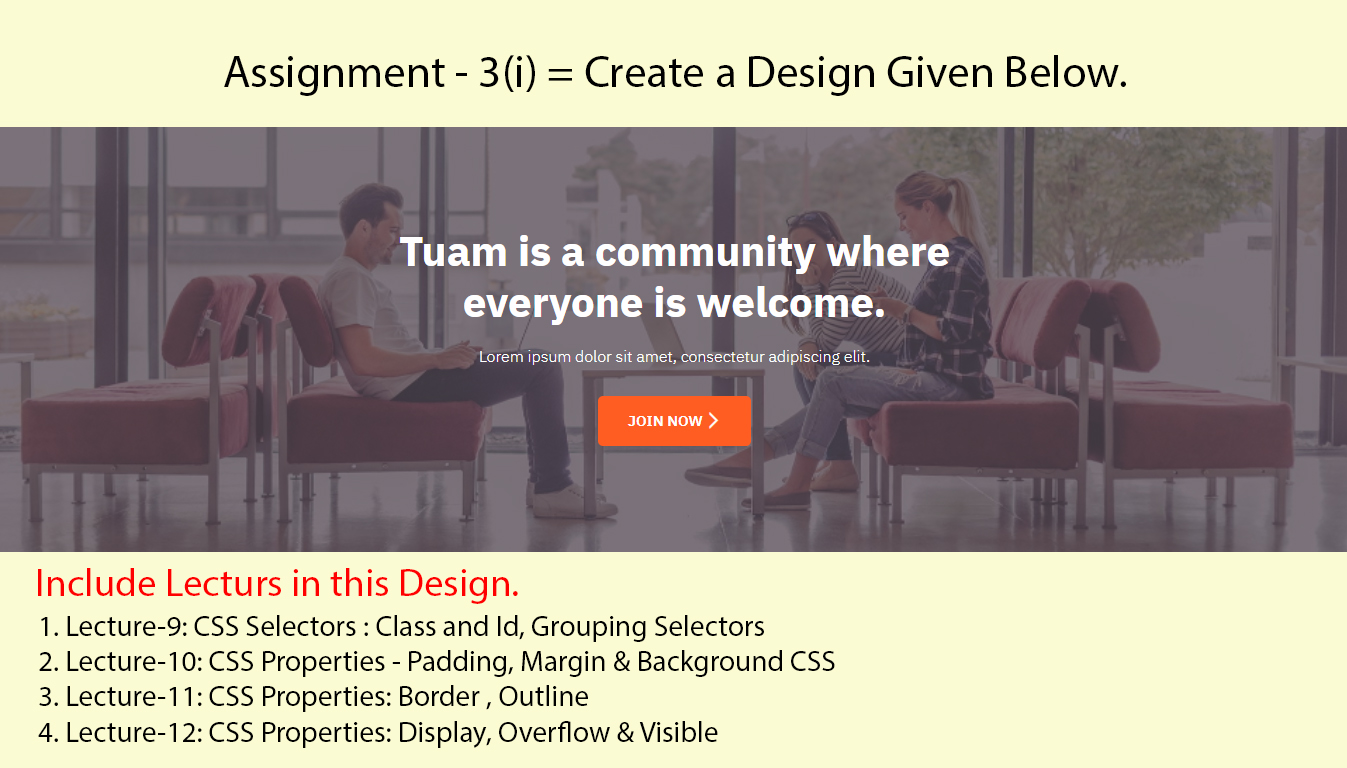 Assignment - 3(i) = Create a Design Given Below.
Tuam is a community where
everyone is welcome.
Lorem ipsum dolor sit amet, consectetur adipiscing elit.
JOIN NOW
Include Lecturs in this Design.
1. Lecture-9: CSS Selectors : Class and Id, Grouping Selectors
2. Lecture-10: CSS Properties - Padding, Margin & Background CSS
3. Lecture-11: CSS Properties: Border , Outline
4. Lecture-12: CSS Properties: Display, Overflow & Visible